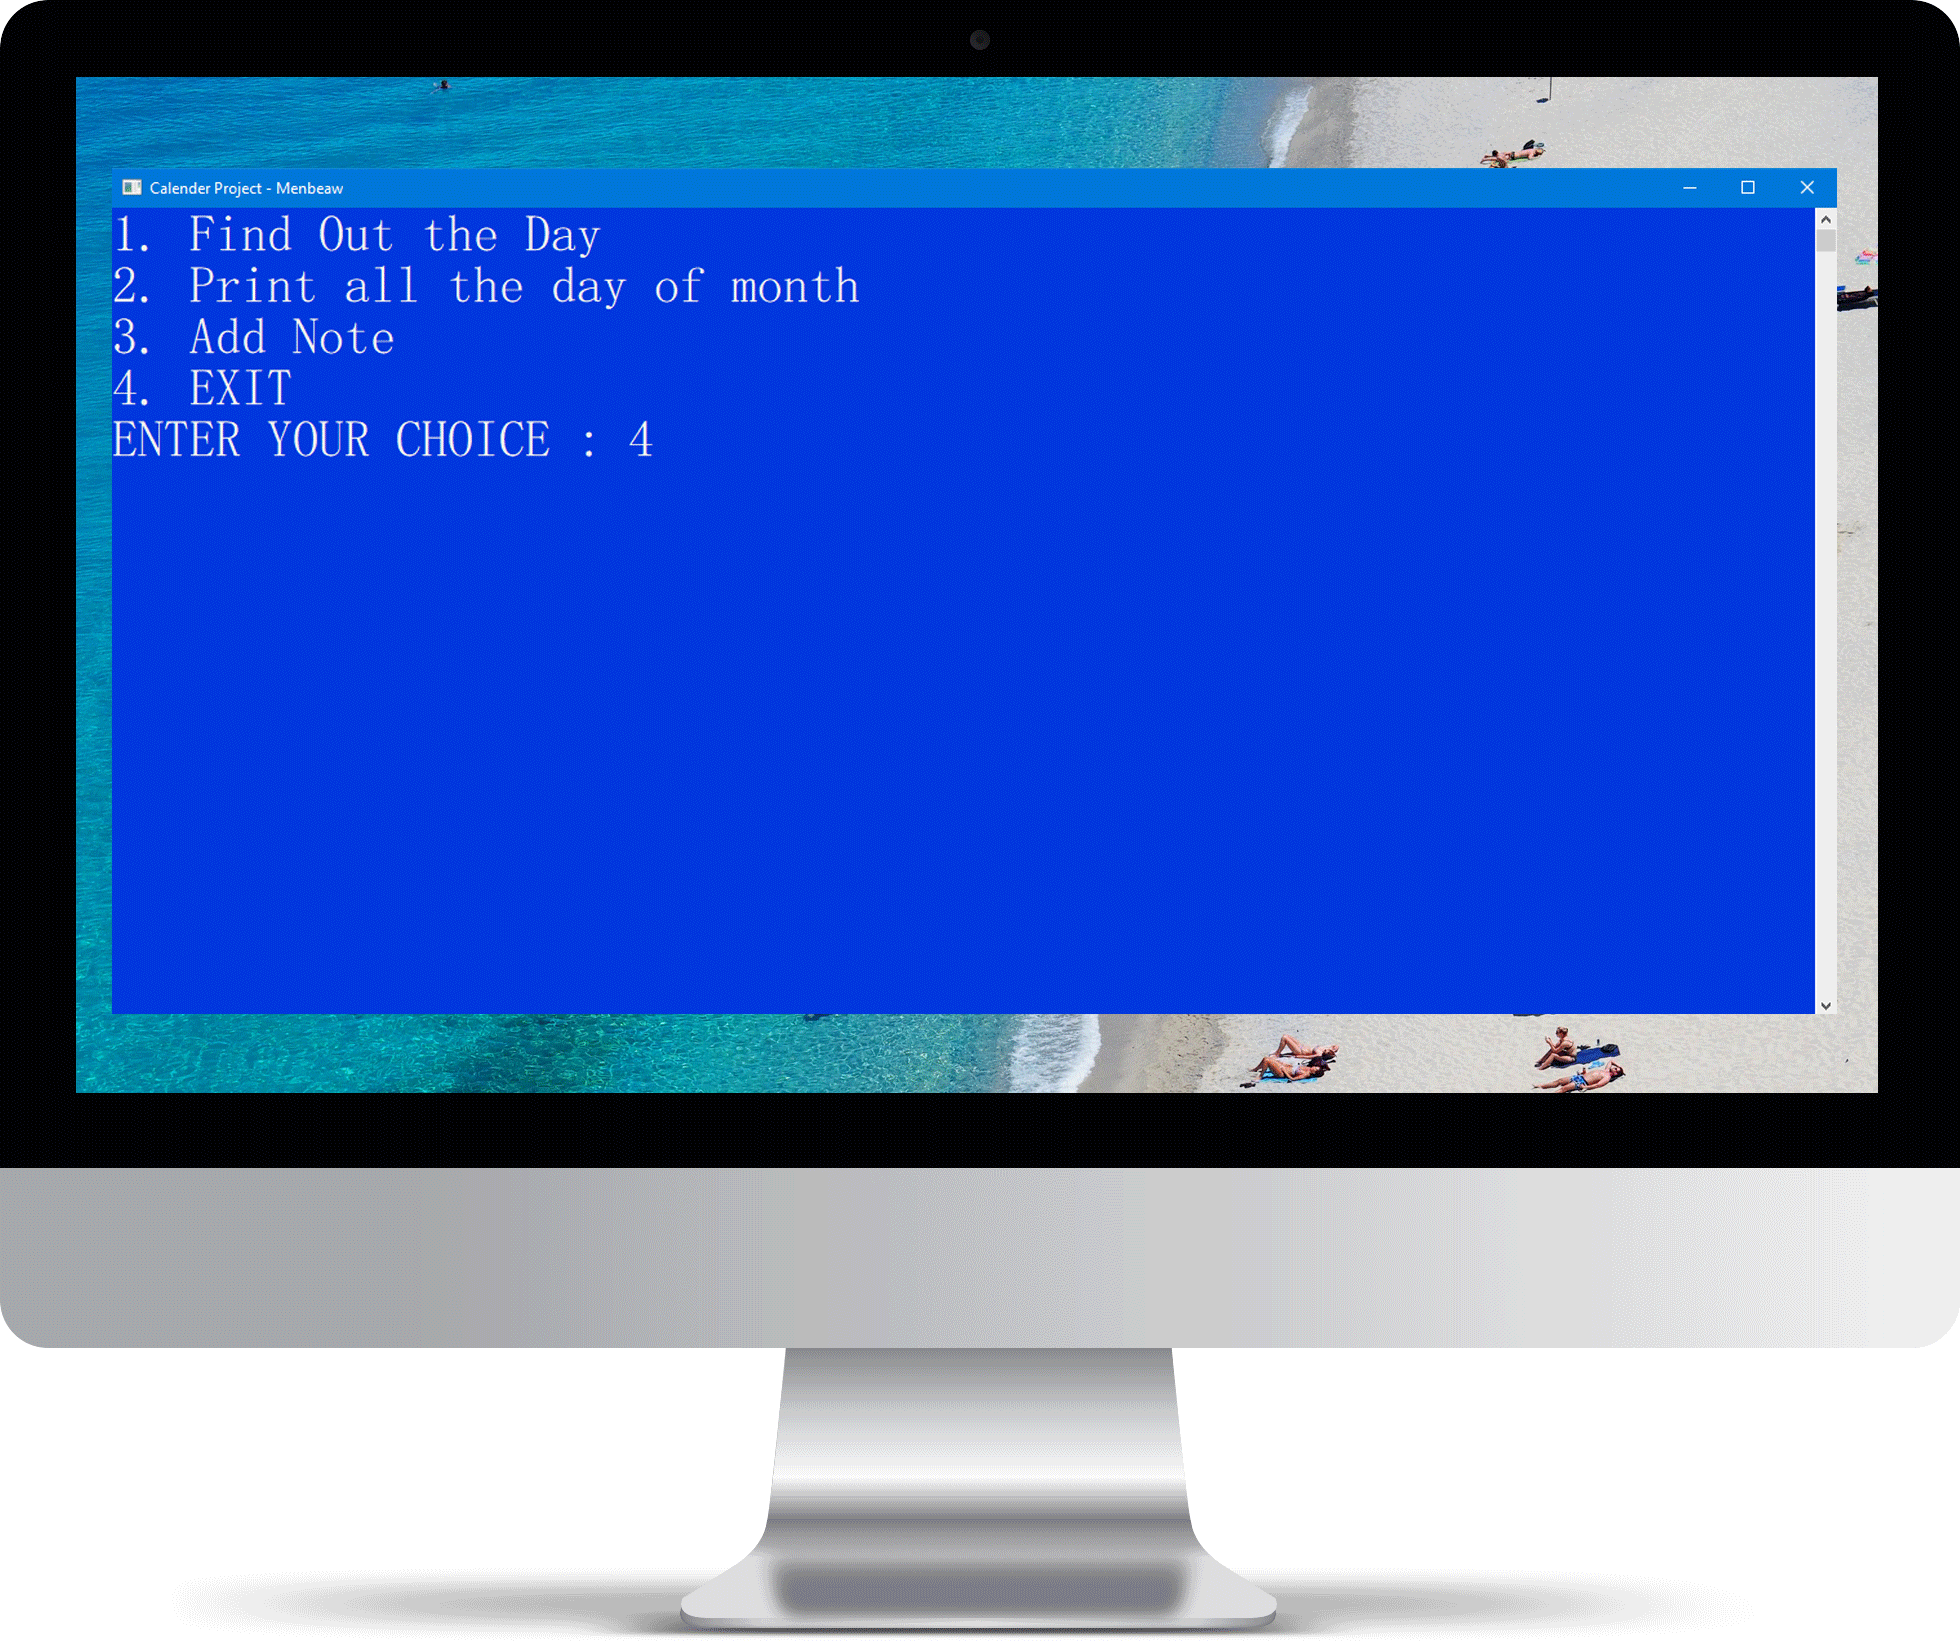 Calender Project - Menbeaw
1. Find Out the Day
2. Print all the day of month
3. Add Note
4. EXIT
ENTER YOUR CHOICE : 4